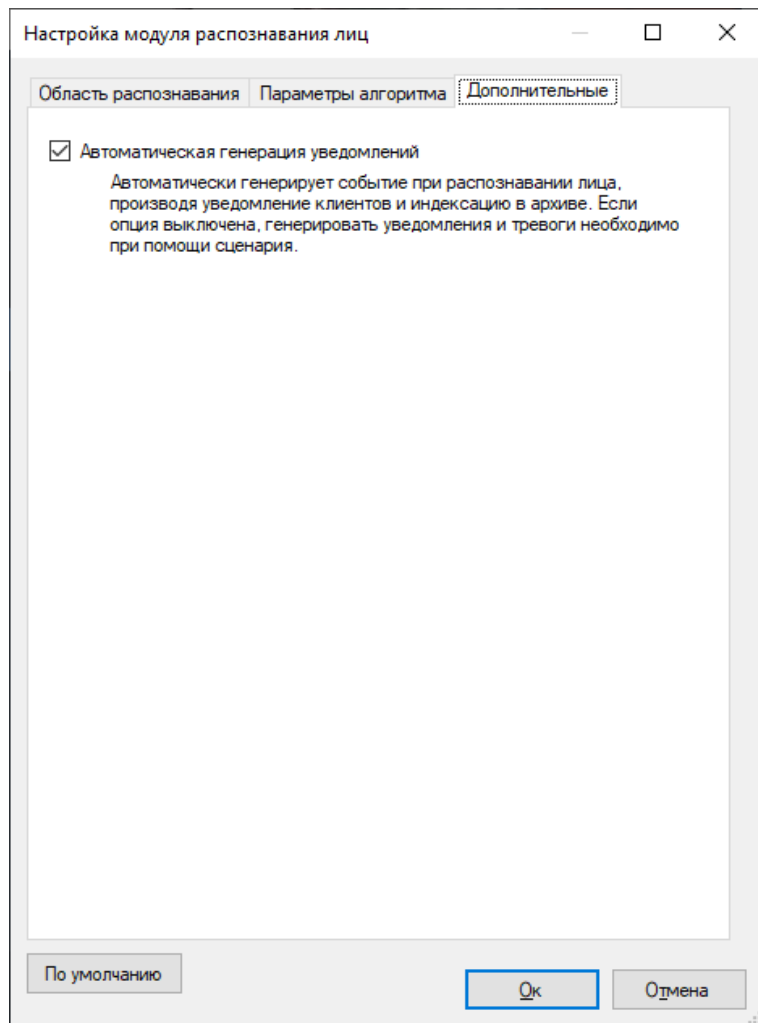 Настройка модуля распознавания лиц
Область распознавания
Параметры алгоритма
Дополнительные
Автоматическая генерация уведомлений
Автоматически генерирует событие при распознавании лица,
производя уведомление клиентов и индексацию в архиве. Если
опция выключена, генерировать уведомления и тревоги необходимо
при помощи сценария.
По умолчанию
Ок
Отмена